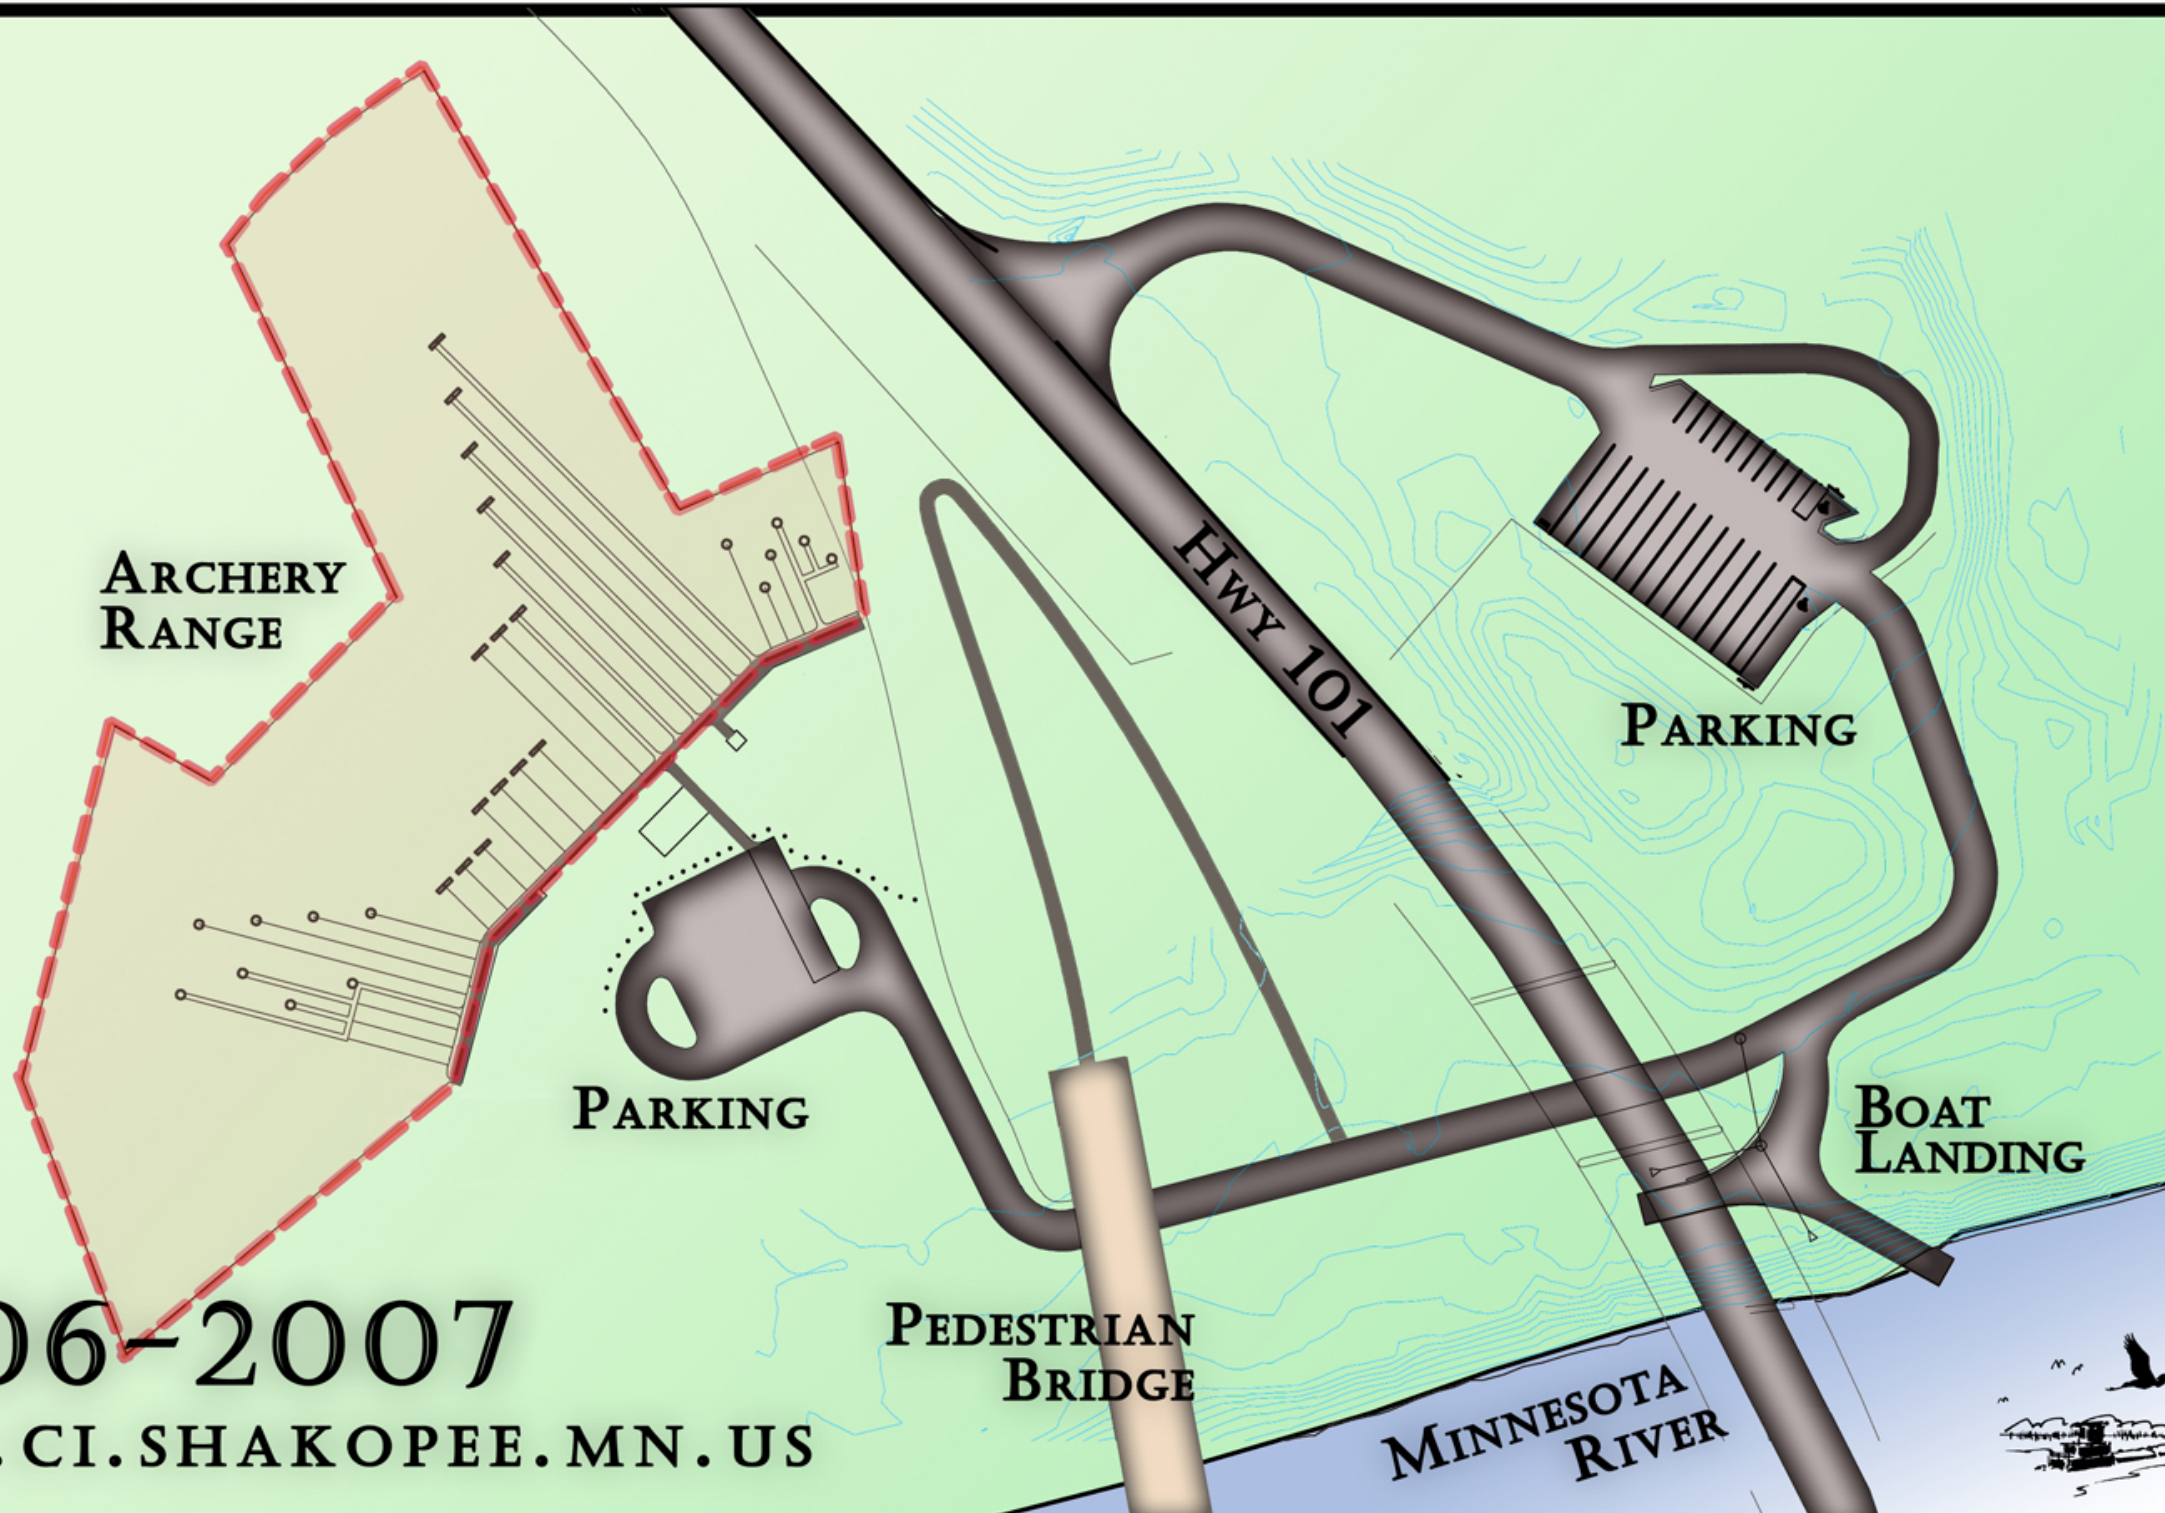 Archery
Range
Hwy 101
Parking
Parking
Boat
Landing
Pedestrian
Bridge
Minnesota
River
06-2007
.CI.SHAKOPEE.MN.US